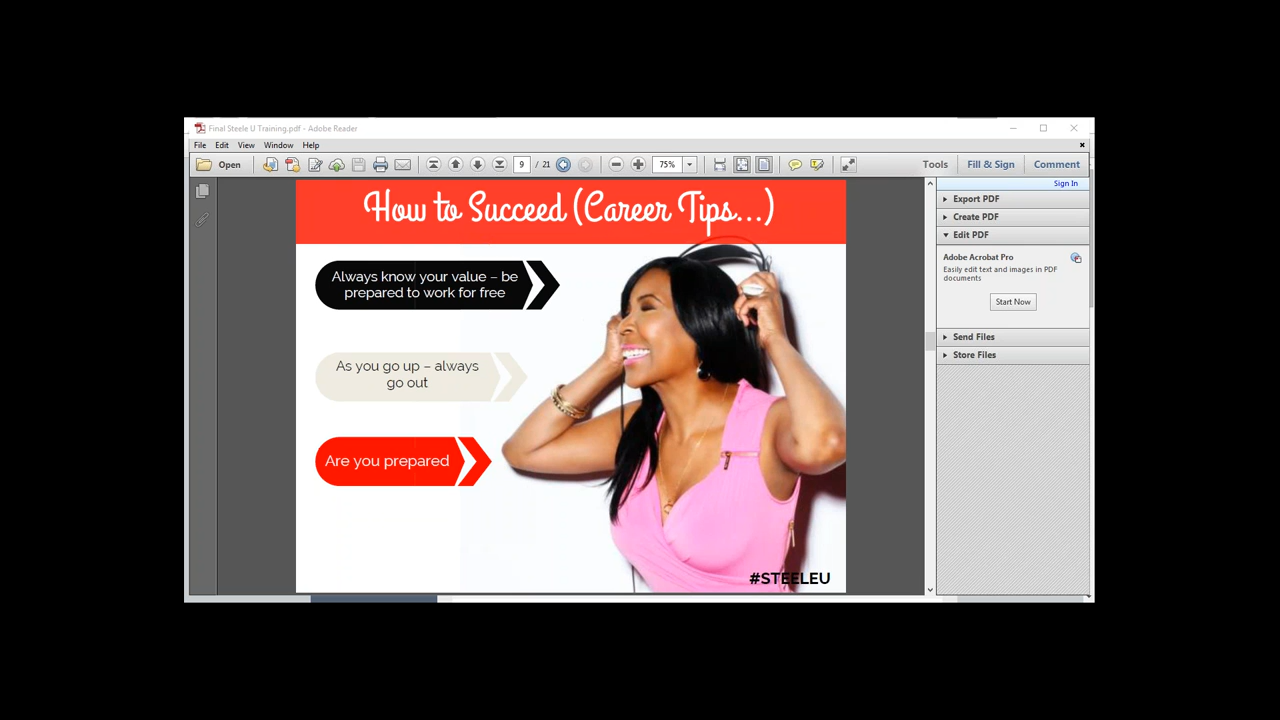 Final Steele U Training.pdf - Adobe Reader
File Edit View Window Help
Open 9 / 21 75% Tools Fill & Sign Comment
Sign In
How to Succeed (Career Tips...)
Always know your value – be
prepared to work for free
As you go up – always
go out
Are you prepared
#STEELEU
Export PDF
Create PDF
Edit PDF
Adobe Acrobat Pro
Easily edit text and images in PDF
documents
Start Now
Send Files
Store Files